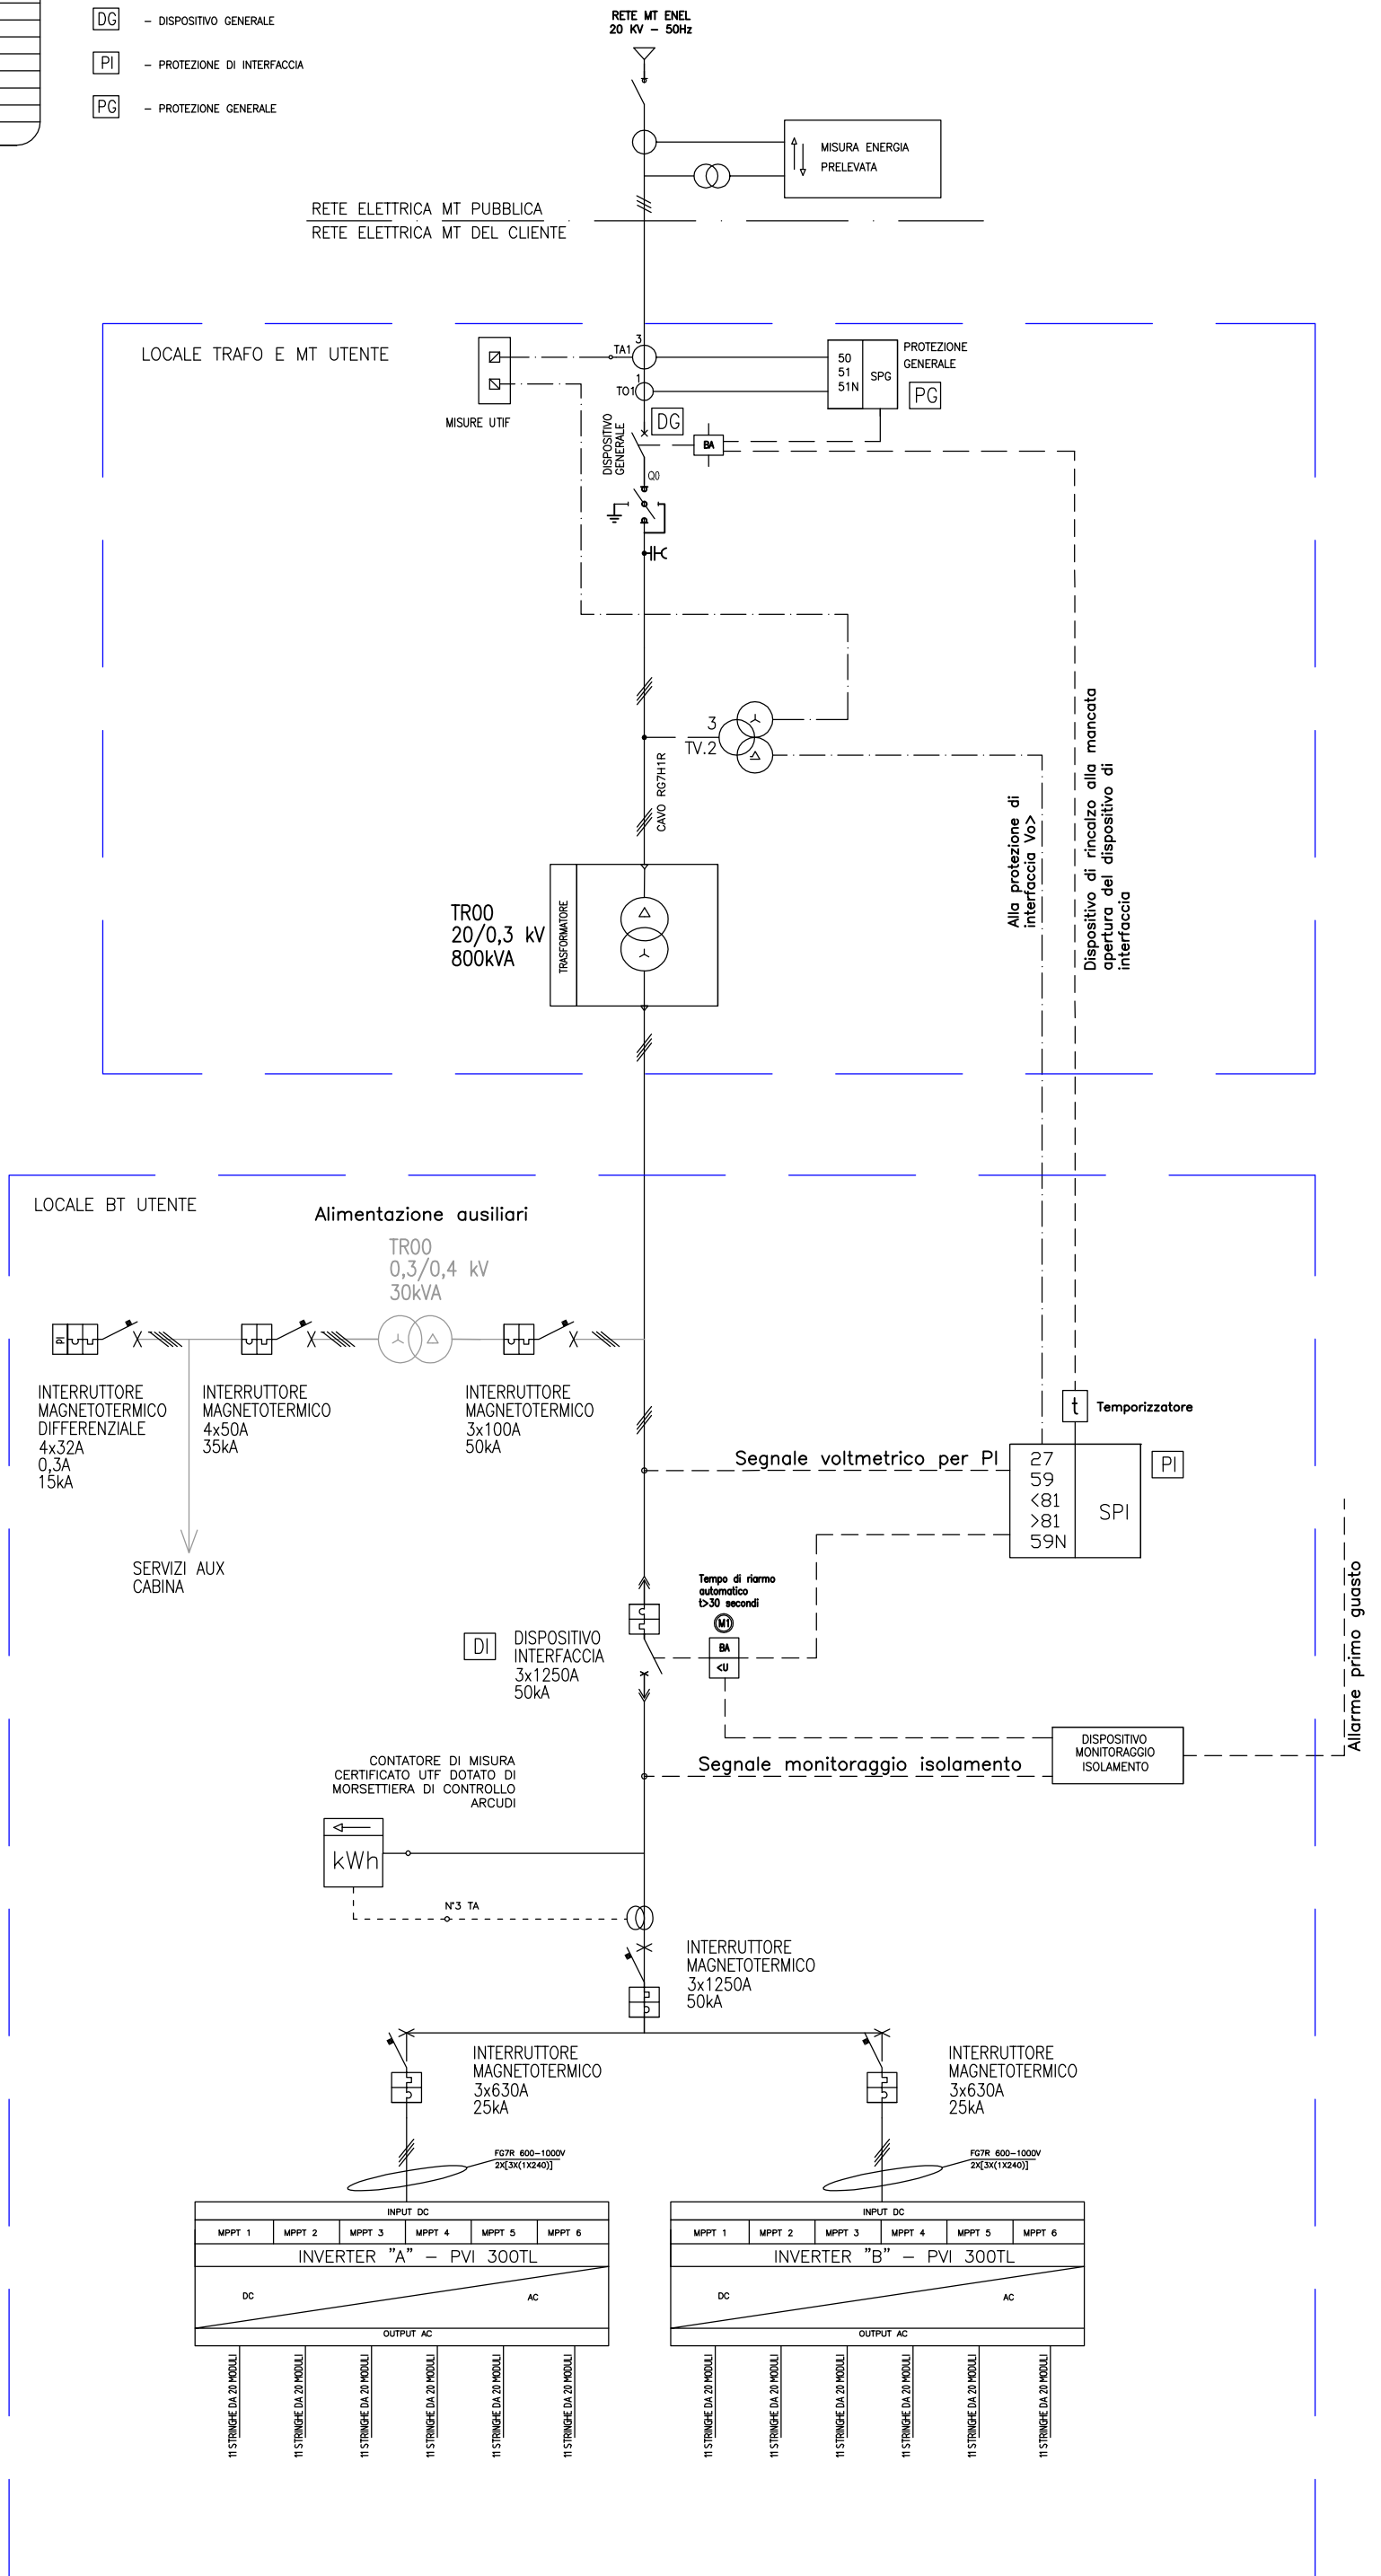 DG – DISPOSITIVO GENERALE
PI – PROTEZIONE DI INTERFACCIA
PG – PROTEZIONE GENERALE
RETE MT ENEL
20 KV – 50Hz
MISURA ENERGIA
PRELEVATA
RETE ELETTRICA MT PUBBLICA
RETE ELETTRICA MT DEL CLIENTE
LOCALE TRAFO E MT UTENTE
MISURE UTIF
3
TA1
1
TO1
50
51
51N
SPG
PROTEZIONE
GENERALE
PG
DG
DISPOSITIVO
GENERALE
BA
Q0
3
TV.2
CAVO RG7H1R
Alla protezione di
interfaccia Vo>
Dispositivo di rincalzo alla mancata
apertura del dispositivo di
interfaccia
TR00
20/0,3 kV
800kVA
TRASFORMATORE
LOCALE BT UTENTE
Alimentazione ausiliari
TR00
0,3/0,4 kV
30kVA
PI
INTERRUTTORE
MAGNETOTERMICO
DIFFERENZIALE
4x32A
0,3A
15kA
INTERRUTTORE
MAGNETOTERMICO
4x50A
35kA
INTERRUTTORE
MAGNETOTERMICO
3x100A
50kA
SERVIZI AUX
CABINA
t
Temporizzatore
Segnale voltmetrico per PI
27
59
<81
>81
59N
SPI
PI
Tempo di riarmo
automatico
t>30 secondi
M1
BA
<U
DI
DISPOSITIVO
INTERFACCIA
3x1250A
50kA
Allarme primo guasto
DISPOSITIVO
MONITORAGGIO
ISOLAMENTO
Segnale monitoraggio isolamento
CONTATORE DI MISURA
CERTIFICATO UTF DOTATO DI
MORSETTIERA DI CONTROLLO
ARCUDI
kWh
N°3 TA
INTERRUTTORE
MAGNETOTERMICO
3x1250A
50kA
INTERRUTTORE
MAGNETOTERMICO
3x630A
25kA
INTERRUTTORE
MAGNETOTERMICO
3x630A
25kA
FG7R 600–1000V
2X[3X(1X240)]
FG7R 600–1000V
2X[3X(1X240)]
INPUT DC
MPPT 1 MPPT 2 MPPT 3 MPPT 4 MPPT 5 MPPT 6
INVERTER "A" – PVI 300TL
DC
AC
OUTPUT AC
11 STRINGHE DA 20 MODULI
11 STRINGHE DA 20 MODULI
11 STRINGHE DA 20 MODULI
11 STRINGHE DA 20 MODULI
11 STRINGHE DA 20 MODULI
11 STRINGHE DA 20 MODULI
INPUT DC
MPPT 1 MPPT 2 MPPT 3 MPPT 4 MPPT 5 MPPT 6
INVERTER "B" – PVI 300TL
DC
AC
OUTPUT AC
11 STRINGHE DA 20 MODULI
11 STRINGHE DA 20 MODULI
11 STRINGHE DA 20 MODULI
11 STRINGHE DA 20 MODULI
11 STRINGHE DA 20 MODULI
11 STRINGHE DA 20 MODULI